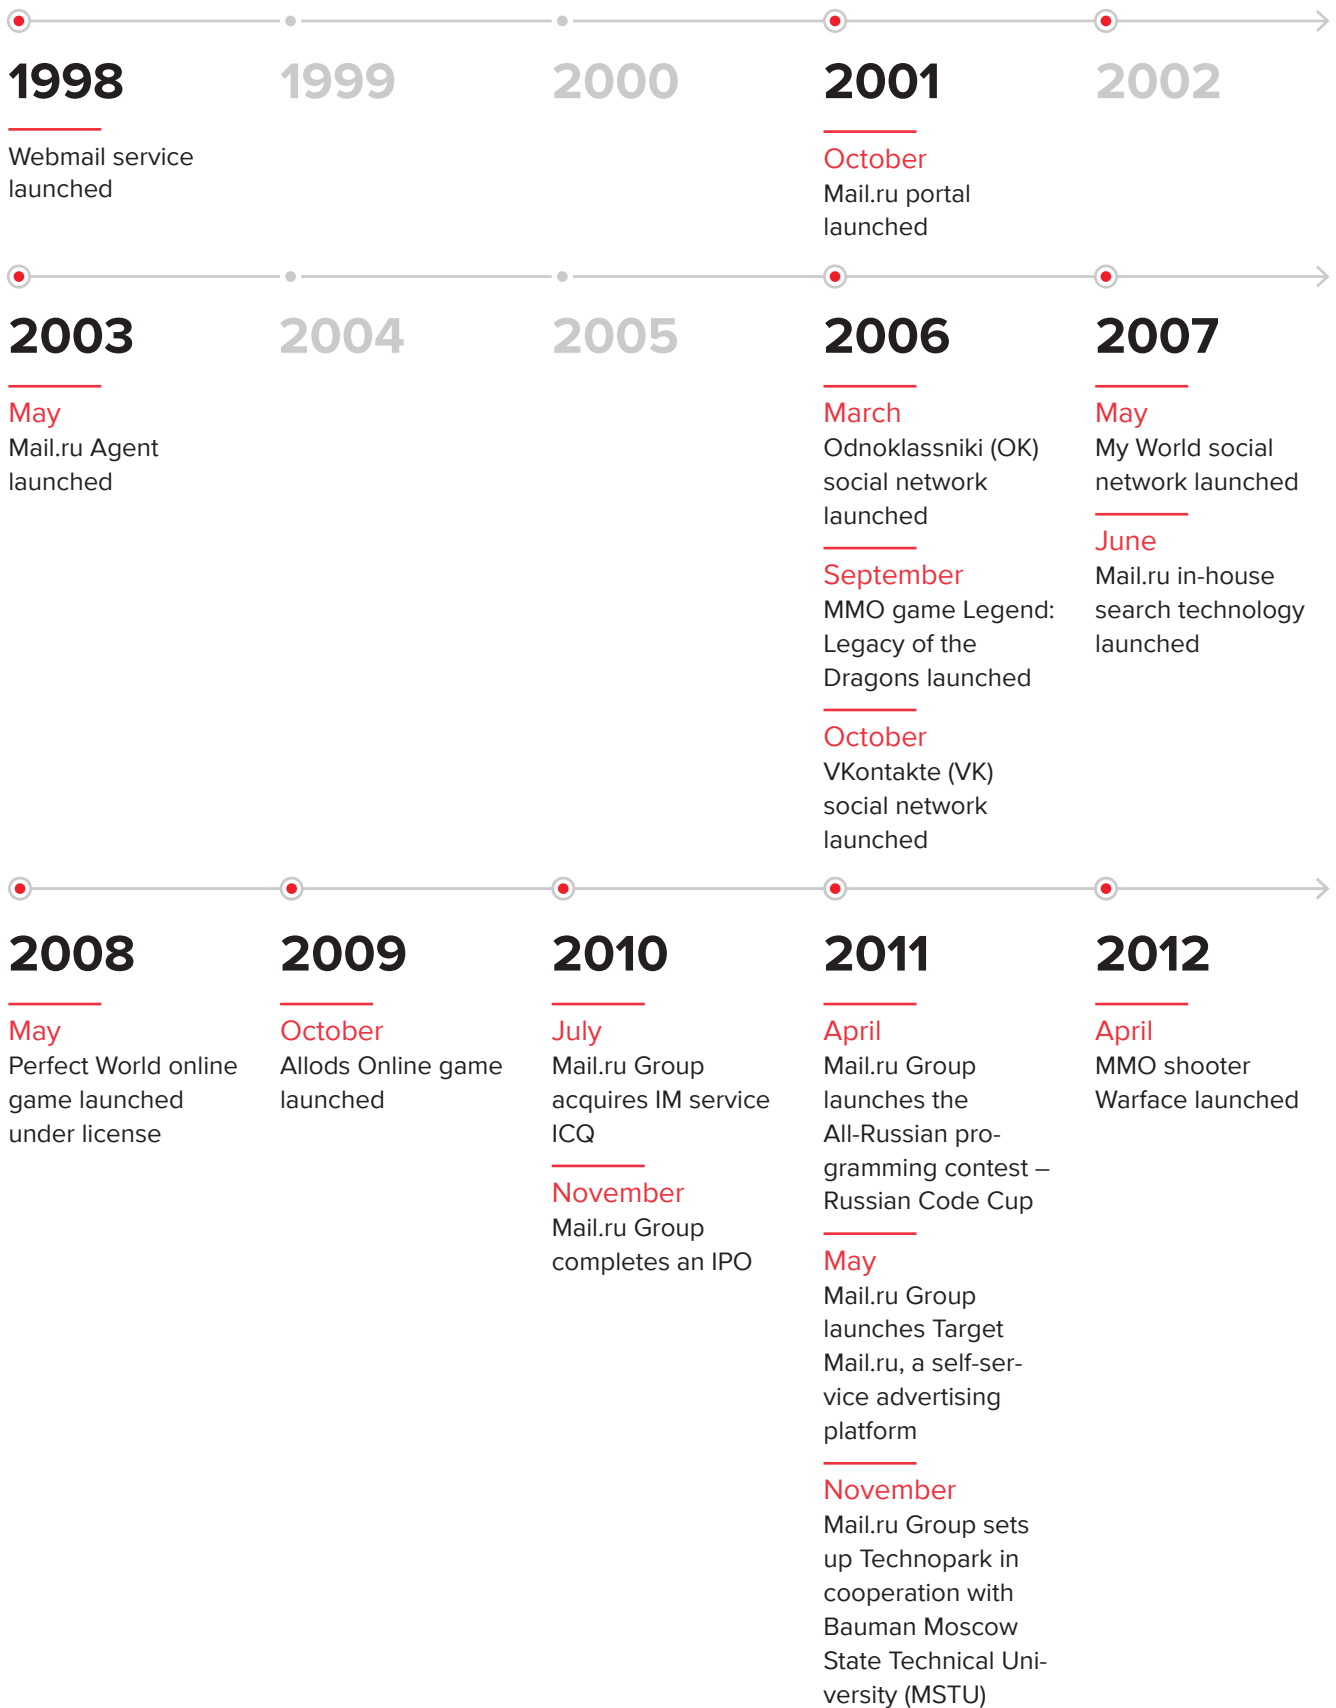 1998
1999
2000
2001
2002
Webmail service
launched
October
Mail.ru portal
launched
2003
2004
2005
2006
2007
May
Mail.ru Agent
launched
March
Odnoklassniki (OK)
social network
launched
September
MMO game Legend:
Legacy of the
Dragons launched
October
VKontakte (VK)
social network
launched
May
My World social
network launched
June
Mail.ru in-house
search technology
launched
2008
2009
2010
2011
2012
May
Perfect World online
game launched
under license
October
Allods Online game
launched
July
Mail.ru Group
acquires IM service
ICQ
November
Mail.ru Group
completes an IPO
April
Mail.ru Group
launches the
All-Russian pro-
gramming contest –
Russian Code Cup
May
Mail.ru Group
launches Target
Mail.ru, a self-ser-
vice advertising
platform
November
Mail.ru Group sets
up Technopark in
cooperation with
Bauman Moscow
State Technical Uni-
versity (MSTU)
April
MMO shooter
Warface launched